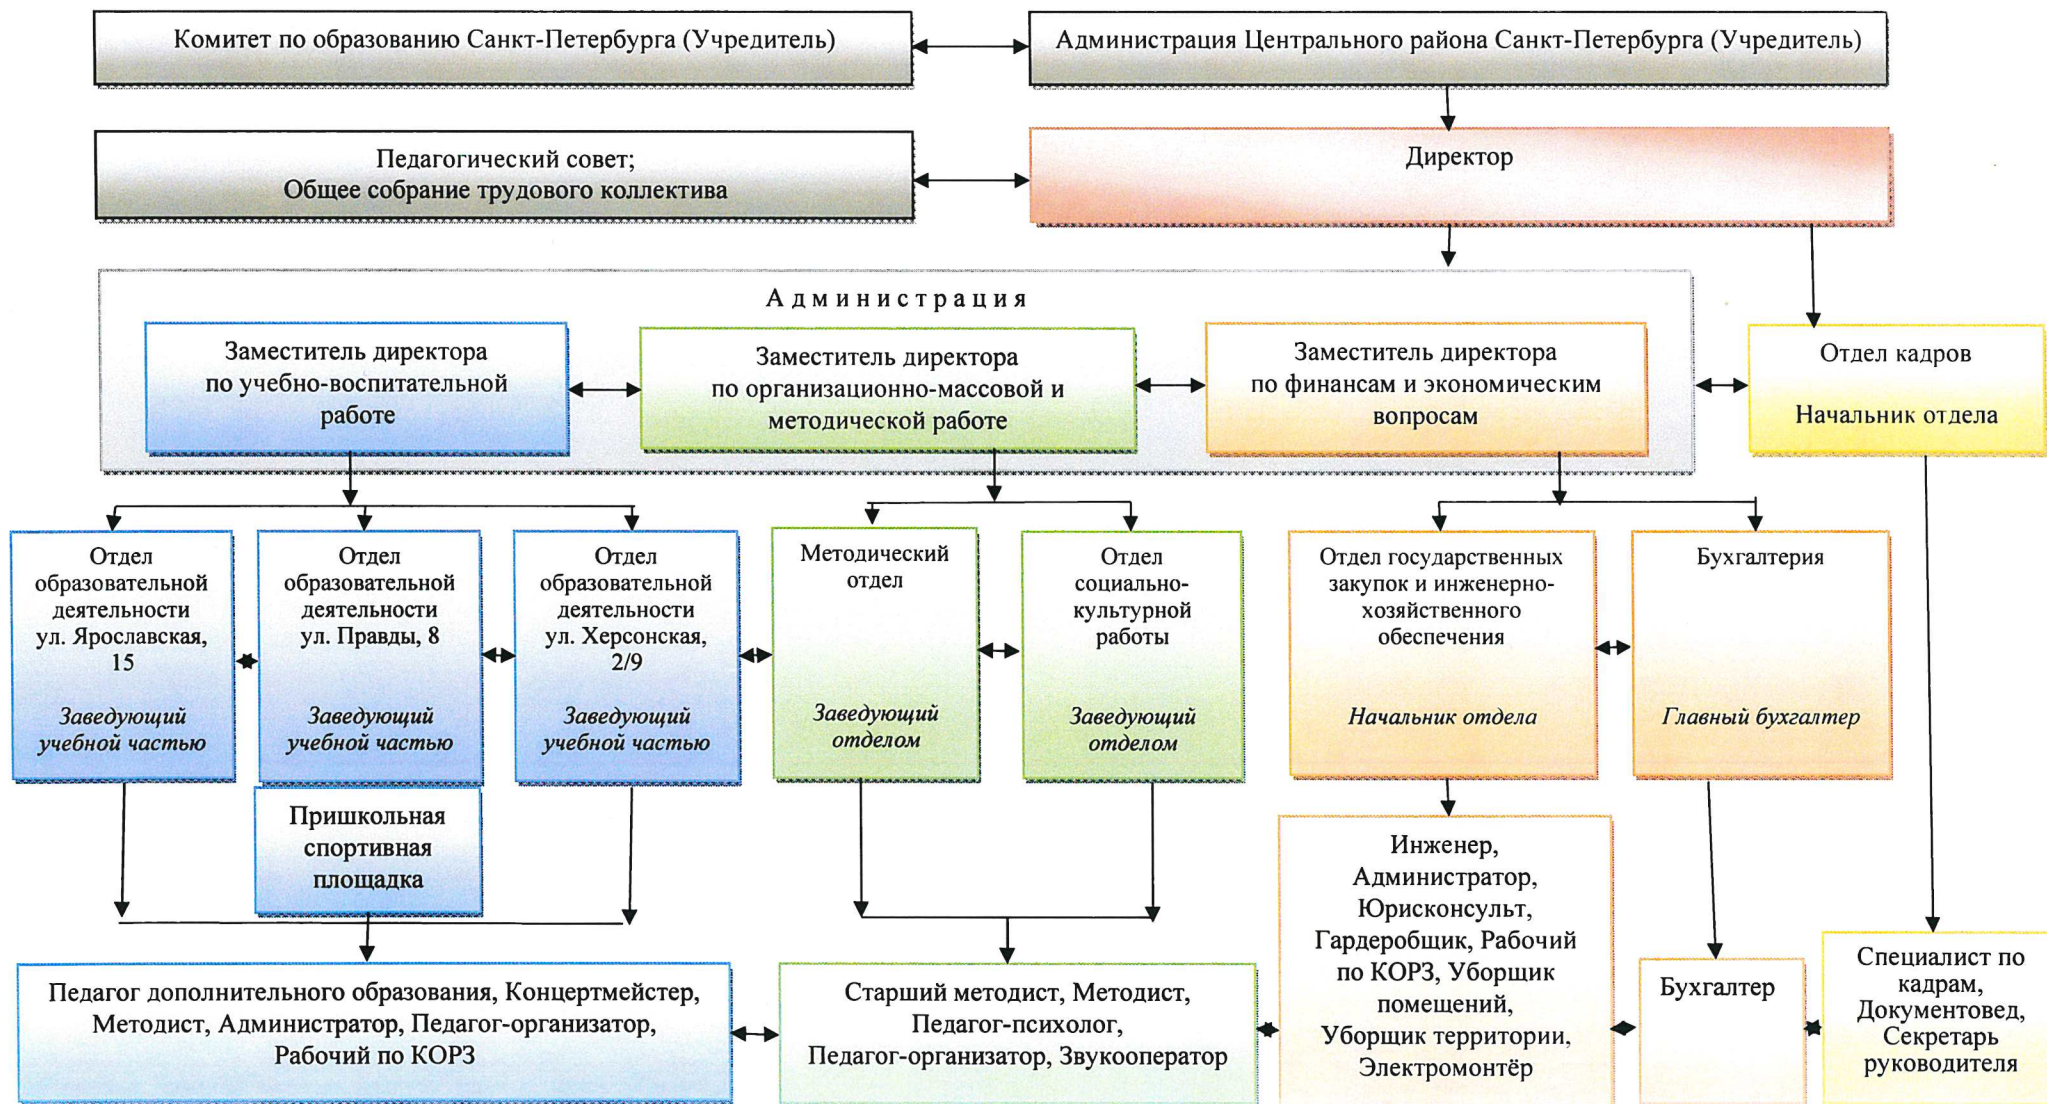 Комитет по образованию Санкт-Петербурга (Учредитель)
Администрация Центрального района Санкт-Петербурга (Учредитель)
Педагогический совет;
Общее собрание трудового коллектива
Директор
Администрация
Заместитель директора
по учебно-воспитательной
работе
Заместитель директора
по организационно-массовой и
методической работе
Заместитель директора
по финансам и экономическим
вопросам
Отдел кадров
Начальник отдела
Отдел
образовательной
деятельности
ул. Ярославская,
15
Заведующий
учебной частью
Отдел
образовательной
деятельности
ул. Правды, 8
Заведующий
учебной частью
Отдел
образовательной
деятельности
ул. Херсонская,
2/9
Заведующий
учебной частью
Методический
отдел
Заведующий
отделом
Отдел
социально-
культурной
работы
Заведующий
отделом
Отдел государственных
закупок и инженерно-
хозяйственного
обеспечения
Начальник отдела
Бухгалтерия
Главный бухгалтер
Пришкольная
спортивная
площадка
Педагог дополнительного образования, Концертмейстер,
Методист, Администратор, Педагог-организатор,
Рабочий по КОРЗ
Старший методист, Методист,
Педагог-психолог,
Педагог-организатор, Звукооператор
Инженер,
Администратор,
Юрисконсульт,
Гардеробщик, Рабочий
по КОРЗ, Уборщик
помещений,
Уборщик территории,
Электромонтёр
Бухгалтер
Специалист по
кадрам,
Документовед,
Секретарь
руководителя